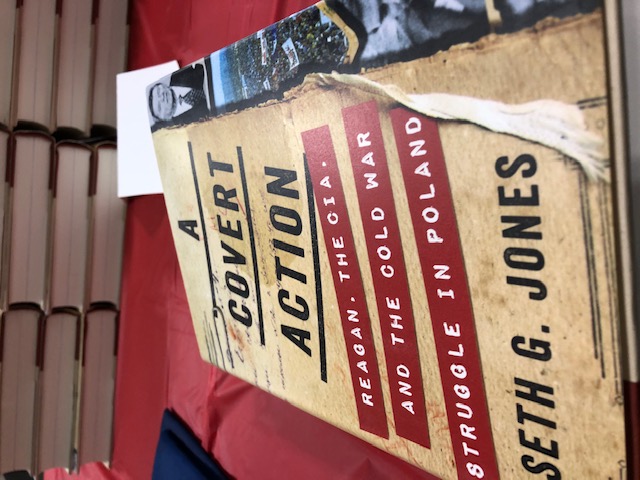 A
COVERT
ACTION
REAGAN, THE CIA,
AND THE COLD WAR
STRUGGLE IN POLAND
SETH G. JONES